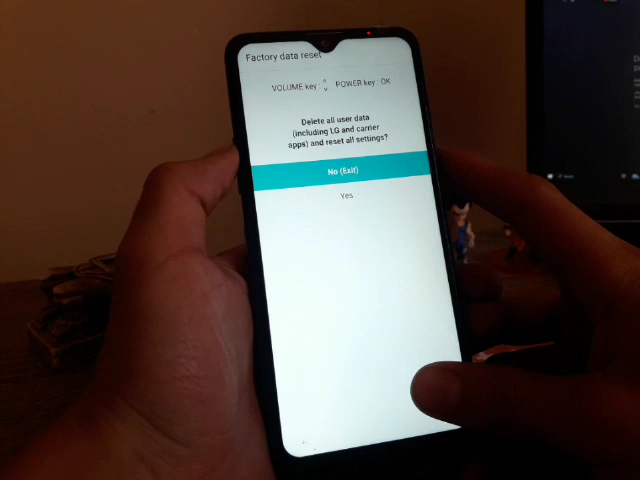 Factory data reset
VOLUME key : ^ v POWER key : OK
Delete all user data
(including LG and carrier
apps) and reset all settings?
No (Exit)
Yes